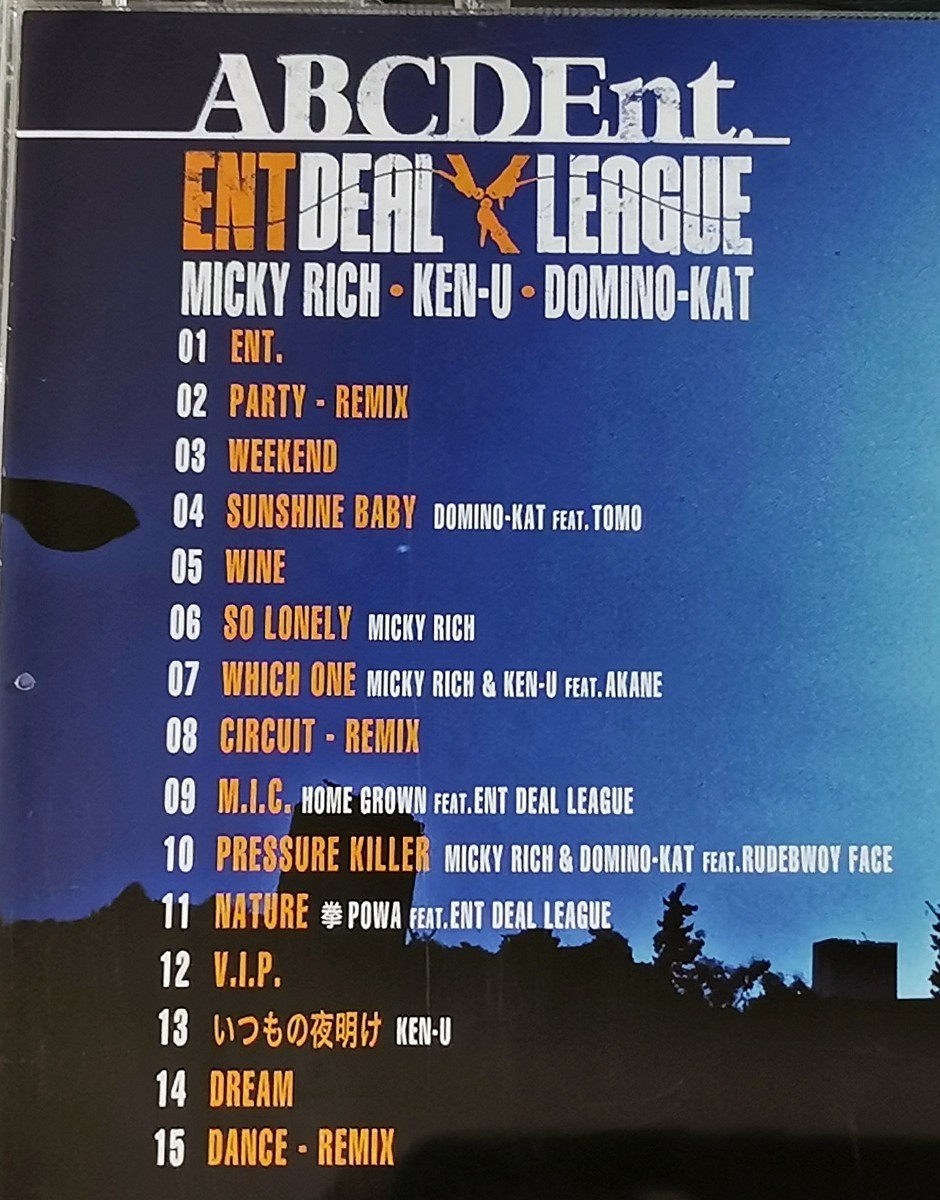 ABCDEnt.
ENT DEAL LEAGUE
MICKY RICH • KEN-U • DOMINO-KAT
01 ENT.
02 PARTY - REMIX
03 WEEKEND
04 SUNSHINE BABY DOMINO-KAT FEAT. TOMO
05 WINE
06 SO LONELY MICKY RICH
07 WHICH ONE MICKY RICH & KEN-U FEAT. AKANE
08 CIRCUIT - REMIX
09 M.I.C. HOME GROWN FEAT. ENT DEAL LEAGUE
10 PRESSURE KILLER MICKY RICH & DOMINO-KAT FEAT. RUDEBWOY FACE
11 NATURE 拳POWA FEAT. ENT DEAL LEAGUE
12 V.I.P.
13 いつもの夜明け KEN-U
14 DREAM
15 DANCE - REMIX